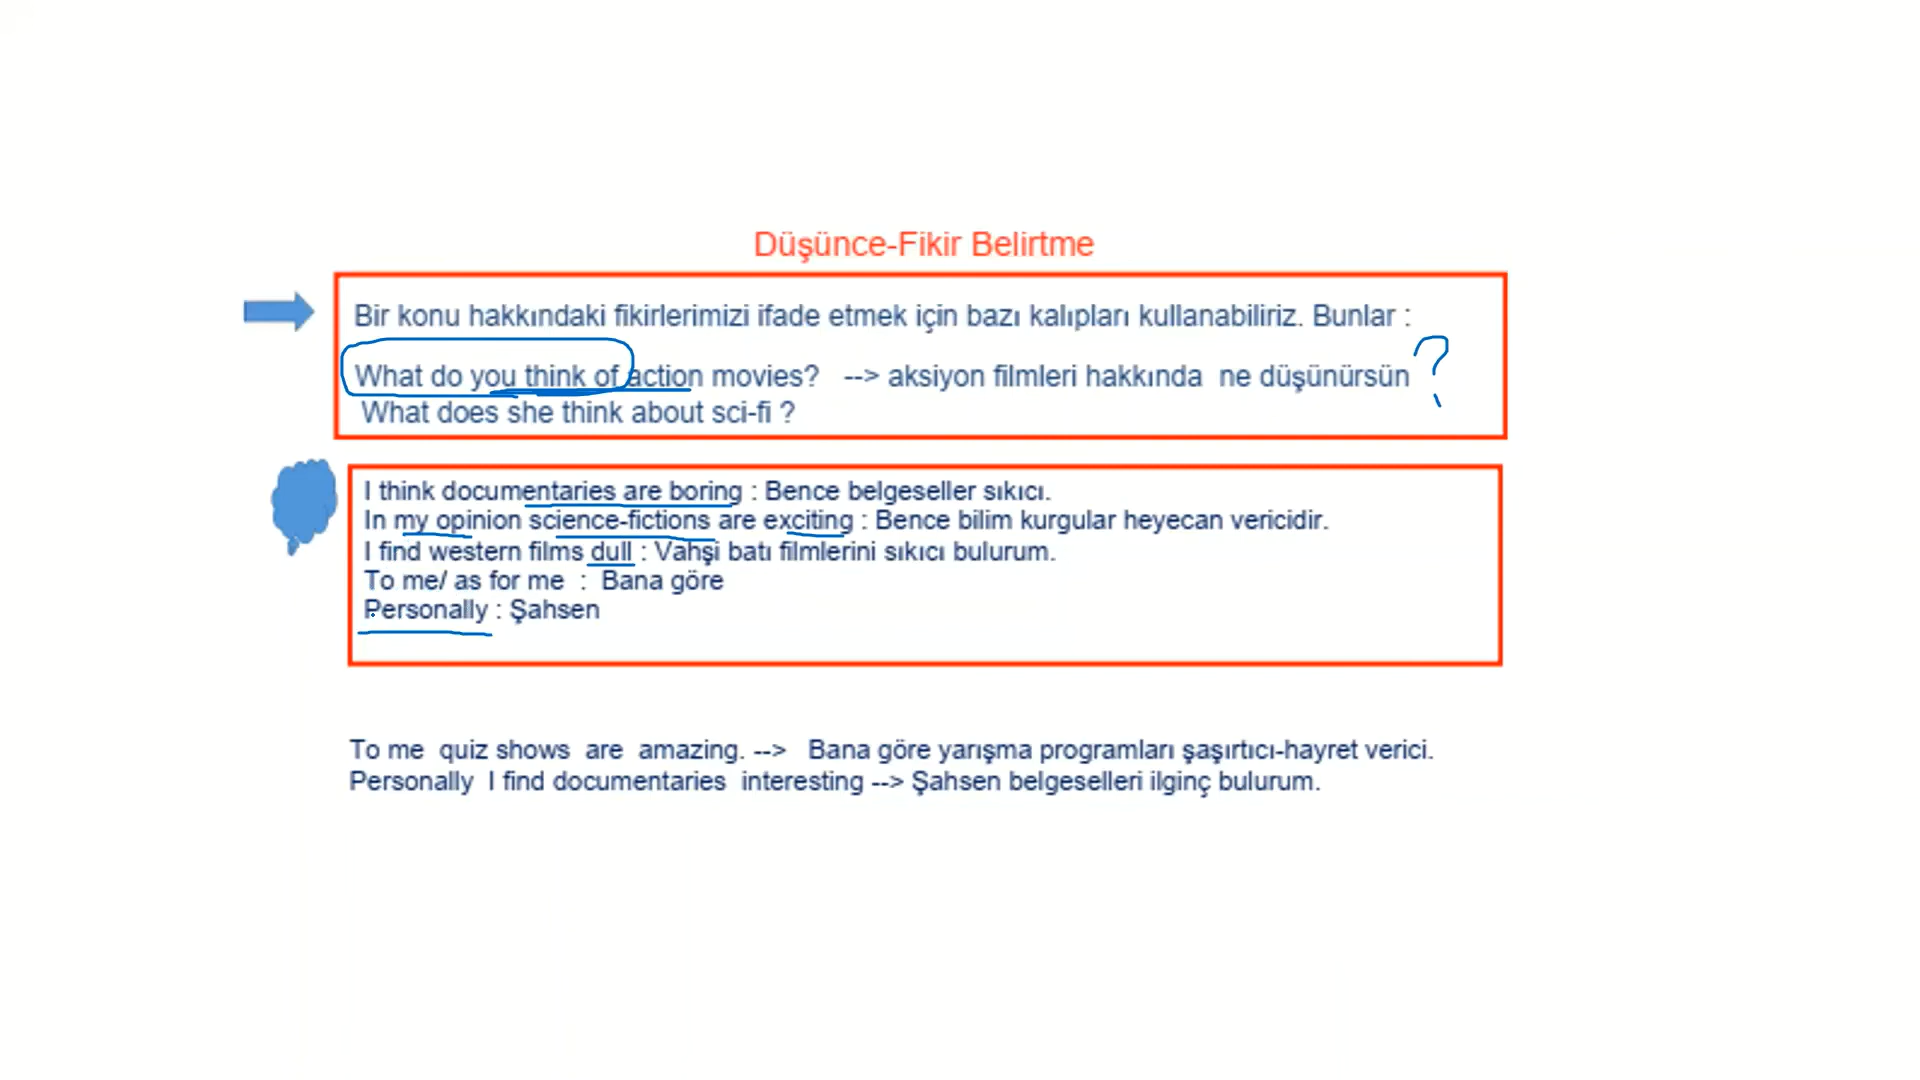 Düşünce-Fikir Belirtme
Bir konu hakkındaki fikirlerimizi ifade etmek için bazı kalıpları kullanabiliriz. Bunlar :
What do you think of action movies? --> aksiyon filmleri hakkında ne düşünürsün ?
What does she think about sci-fi ?
I think documentaries are boring : Bence belgeseller sıkıcı.
In my opinion science-fictions are exciting : Bence bilim kurgular heyecan vericidir.
I find western films dull : Vahşi batı filmlerini sıkıcı bulurum.
To me/ as for me : Bana göre
Personally : Şahsen
To me quiz shows are amazing. --> Bana göre yarışma programları şaşırtıcı-hayret verici.
Personally I find documentaries interesting --> Şahsen belgeselleri ilginç bulurum.